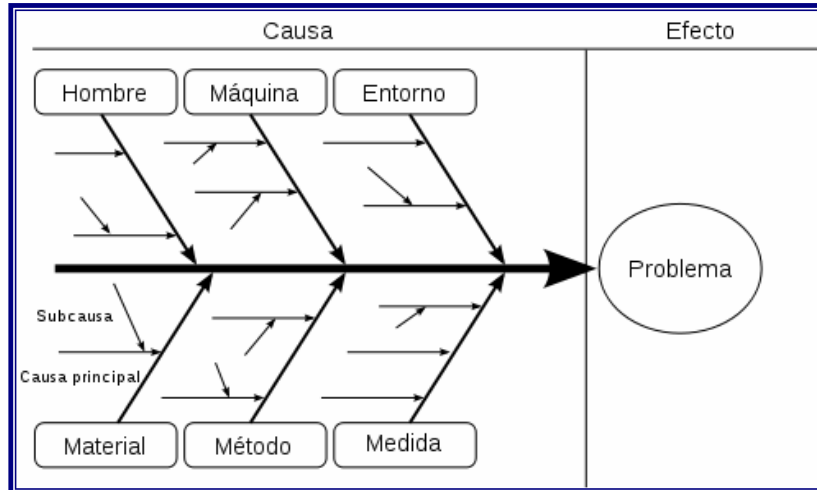 Causa
Efecto
Hombre
Máquina
Entorno
Problema
Subcausa
Causa principal
Material
Método
Medida